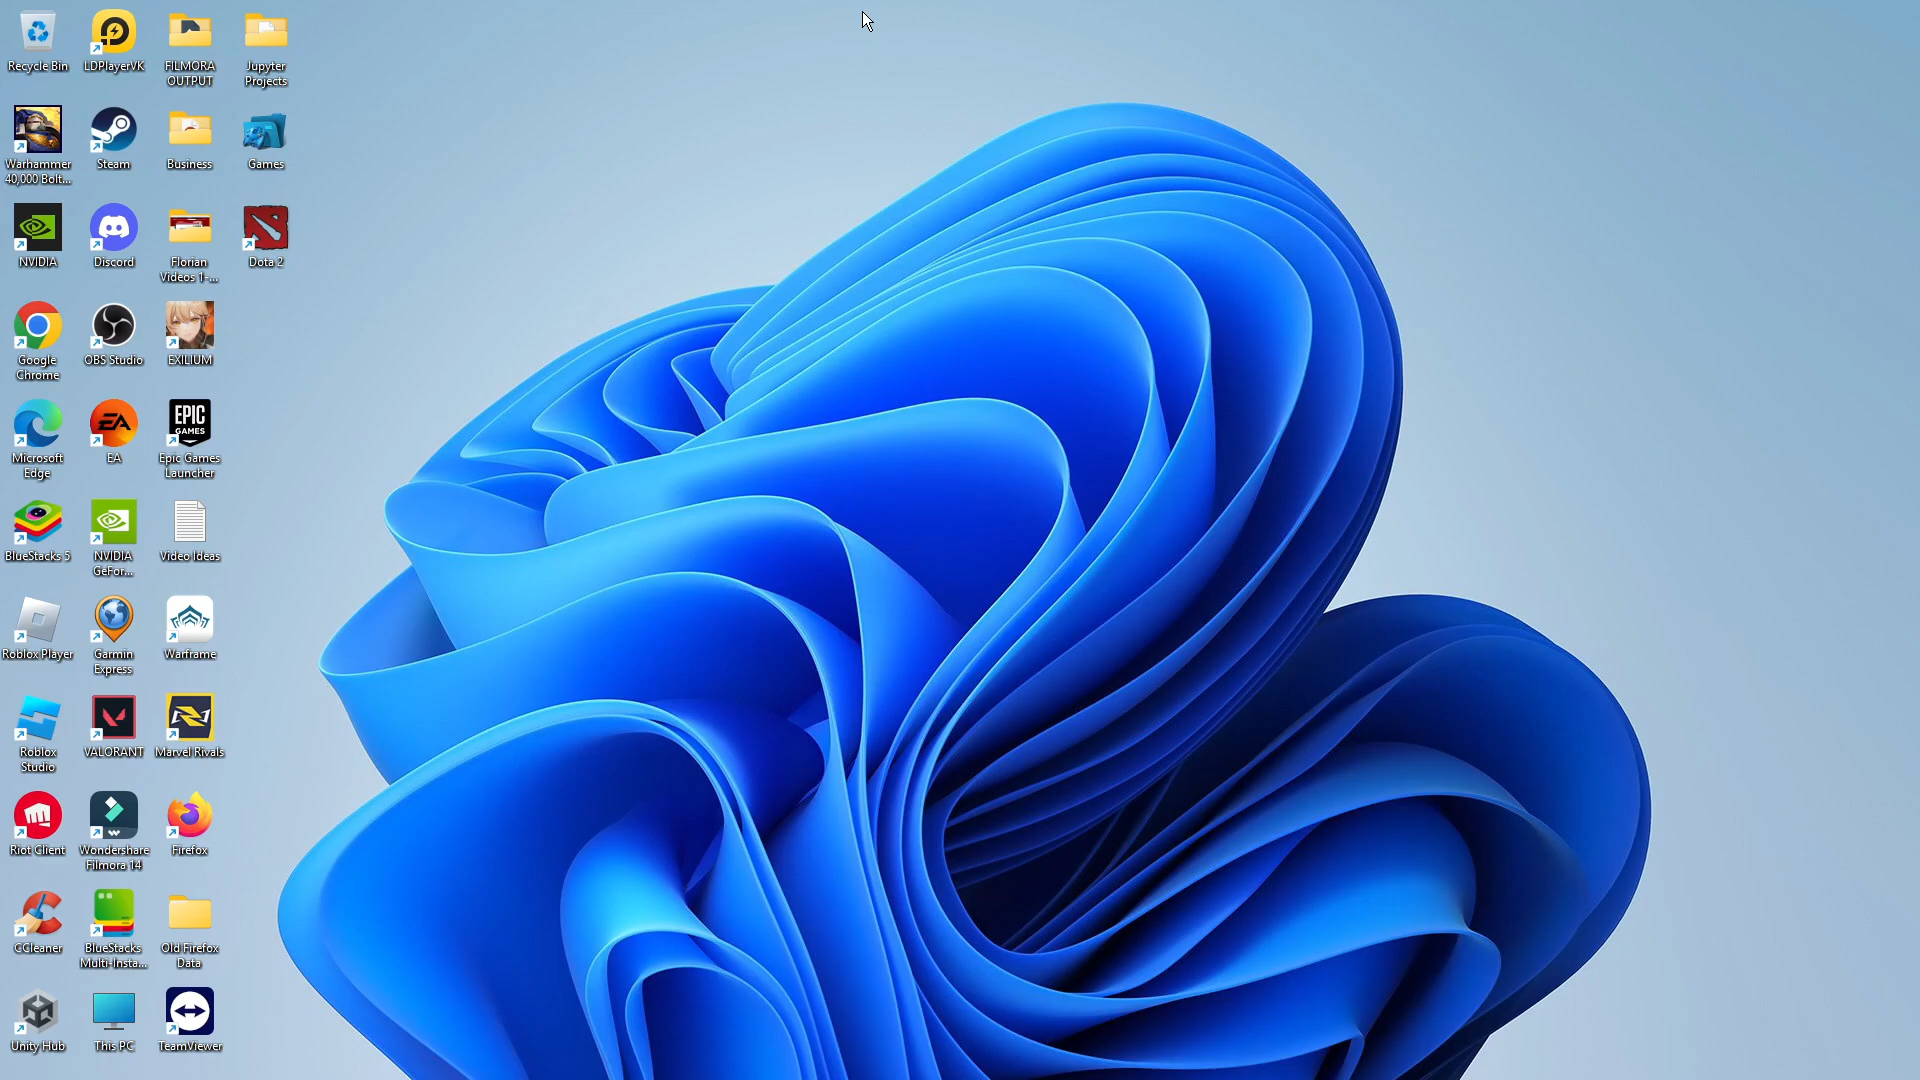 Recycle Bin
LDPlayerVK
FILMORA
OUTPUT
Jupyter
Projects
Warhammer
40,000 Bolt...
Steam
Business
Games
NVIDIA
Discord
Florian
Videos 1-...
Dota 2
Google
Chrome
OBS Studio
EXILIUM
Microsoft
Edge
EA
EA
EPIC
GAMES
Epic Games
Launcher
BlueStacks 5
NVIDIA
GeFor...
Video Ideas
Roblox Player
Garmin
Express
Warframe
Roblox
Studio
VALORANT
Marvel Rivals
Riot Client
Wondershare
Filmora 14
Firefox
CCleaner
BlueStacks
Multi-Insta...
Old Firefox
Data
Unity Hub
This PC
TeamViewer